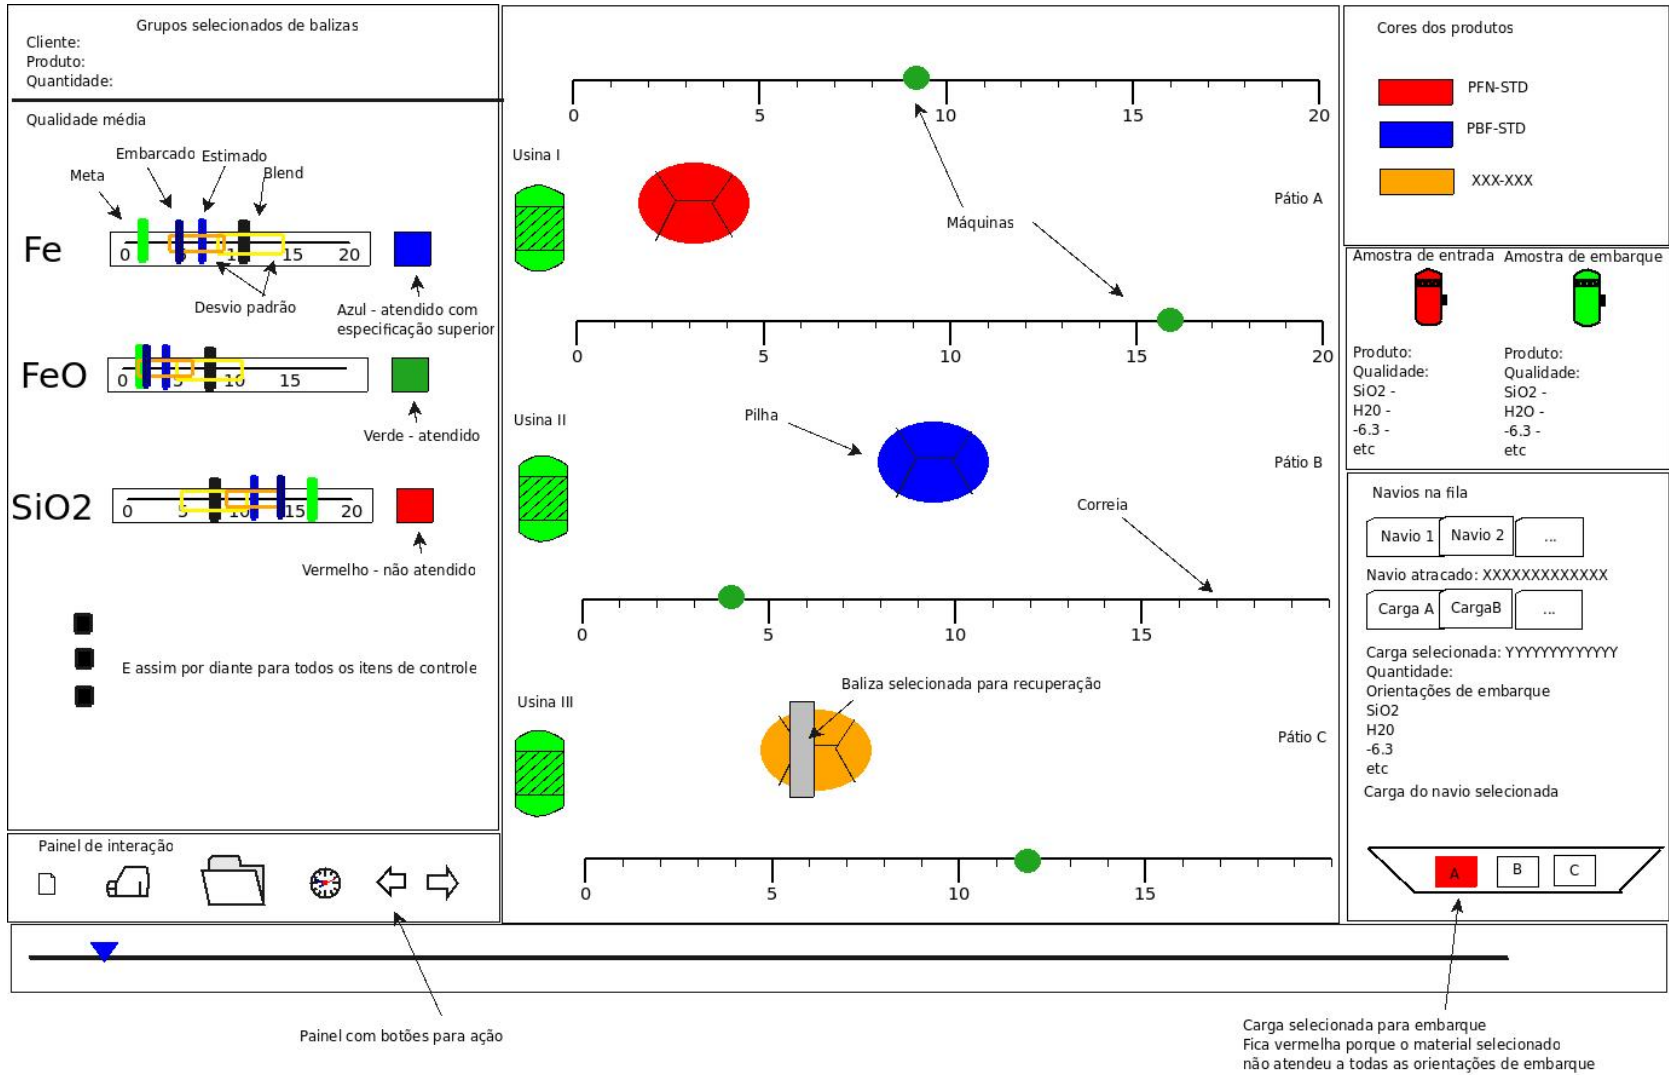 Grupos selecionados de balizas
Cliente:
Produto:
Quantidade:
Qualidade média
Embarcado
Estimado
Meta
Blend
Fe
0 5 10 15 20
Desvio padrão
Azul - atendido com
especificação superior
FeO
0 5 10 15
Verde - atendido
SiO2
0 5 10 15 20
Vermelho - não atendido
E assim por diante para todos os itens de controle
Painel de interação
0 5 10 15 20
Usina I
Pátio A
Máquinas
0 5 10 15 20
Usina II
Pilha
Pátio B
Correia
0 5 10 15
Usina III
Baliza selecionada para recuperação
Pátio C
0 5 10 15
Cores dos produtos
PFN-STD
PBF-STD
XXX-XXX
Amostra de entrada
Produto:
Qualidade:
SiO2 -
H20 -
-6.3 -
etc
Amostra de embarque
Produto:
Qualidade:
SiO2 -
H2O -
-6.3 -
etc
Navios na fila
Navio 1 Navio 2 ...
Navio atracado: XXXXXXXXXXXXX
Carga A CargaB ...
Carga selecionada: YYYYYYYYYYYYY
Quantidade:
Orientações de embarque
SiO2
H20
-6.3
etc
Carga do navio selecionada
A B C
Painel com botões para ação
Carga selecionada para embarque
Fica vermelha porque o material selecionado
não atendeu a todas as orientações de embarque